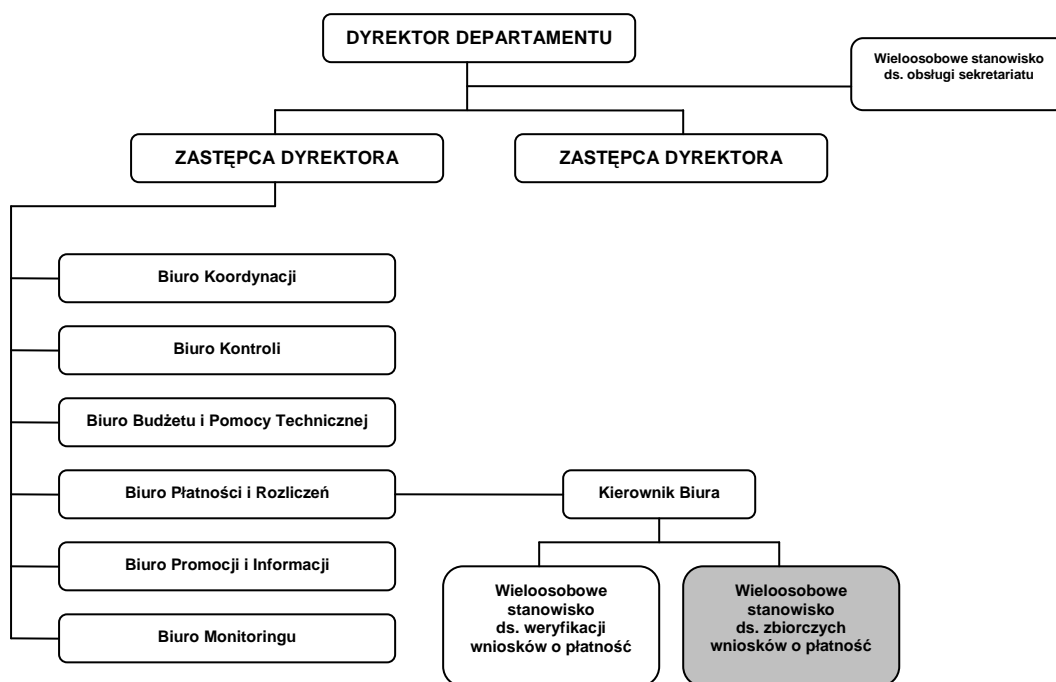 DYREKTOR DEPARTAMENTU
Wieloosobowe stanowisko
ds. obsługi sekretariatu
ZASTĘPCA DYREKTORA
ZASTĘPCA DYREKTORA
Biuro Koordynacji
Biuro Kontroli
Biuro Budżetu i Pomocy Technicznej
Biuro Płatności i Rozliczeń
Kierownik Biura
Biuro Promocji i Informacji
Biuro Monitoringu
Wieloosobowe
stanowisko
ds. weryfikacji
wniosków o płatność
Wieloosobowe
stanowisko
ds. zbiorczych
wniosków o płatność